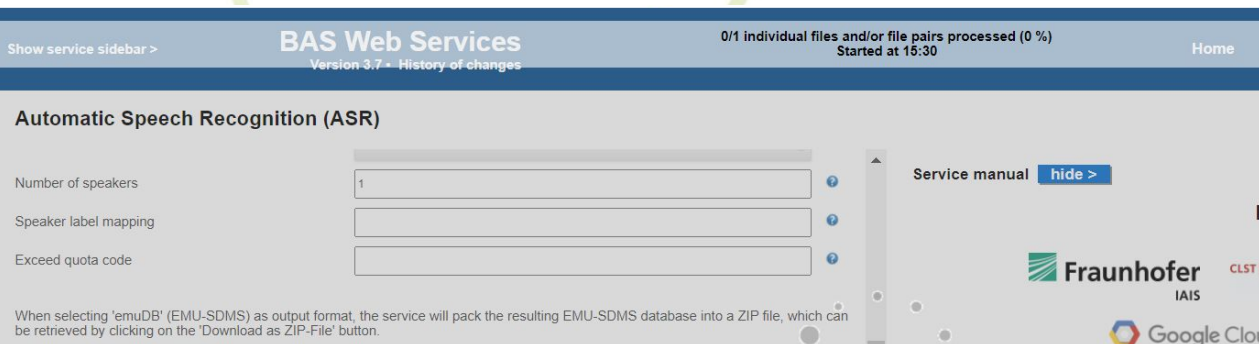 Show service sidebar >
BAS Web Services
Version 3.7 • History of changes
0/1 individual files and/or file pairs processed (0 %)
Started at 15:30
Home
Automatic Speech Recognition (ASR)
Number of speakers
1
Speaker label mapping
Exceed quota code
When selecting 'emuDB' (EMU-SDMS) as output format, the service will pack the resulting EMU-SDMS database into a ZIP file, which can
be retrieved by clicking on the 'Download as ZIP-File' button.
Service manual hide >
Fraunhofer
IAIS
CLST
Google Clou